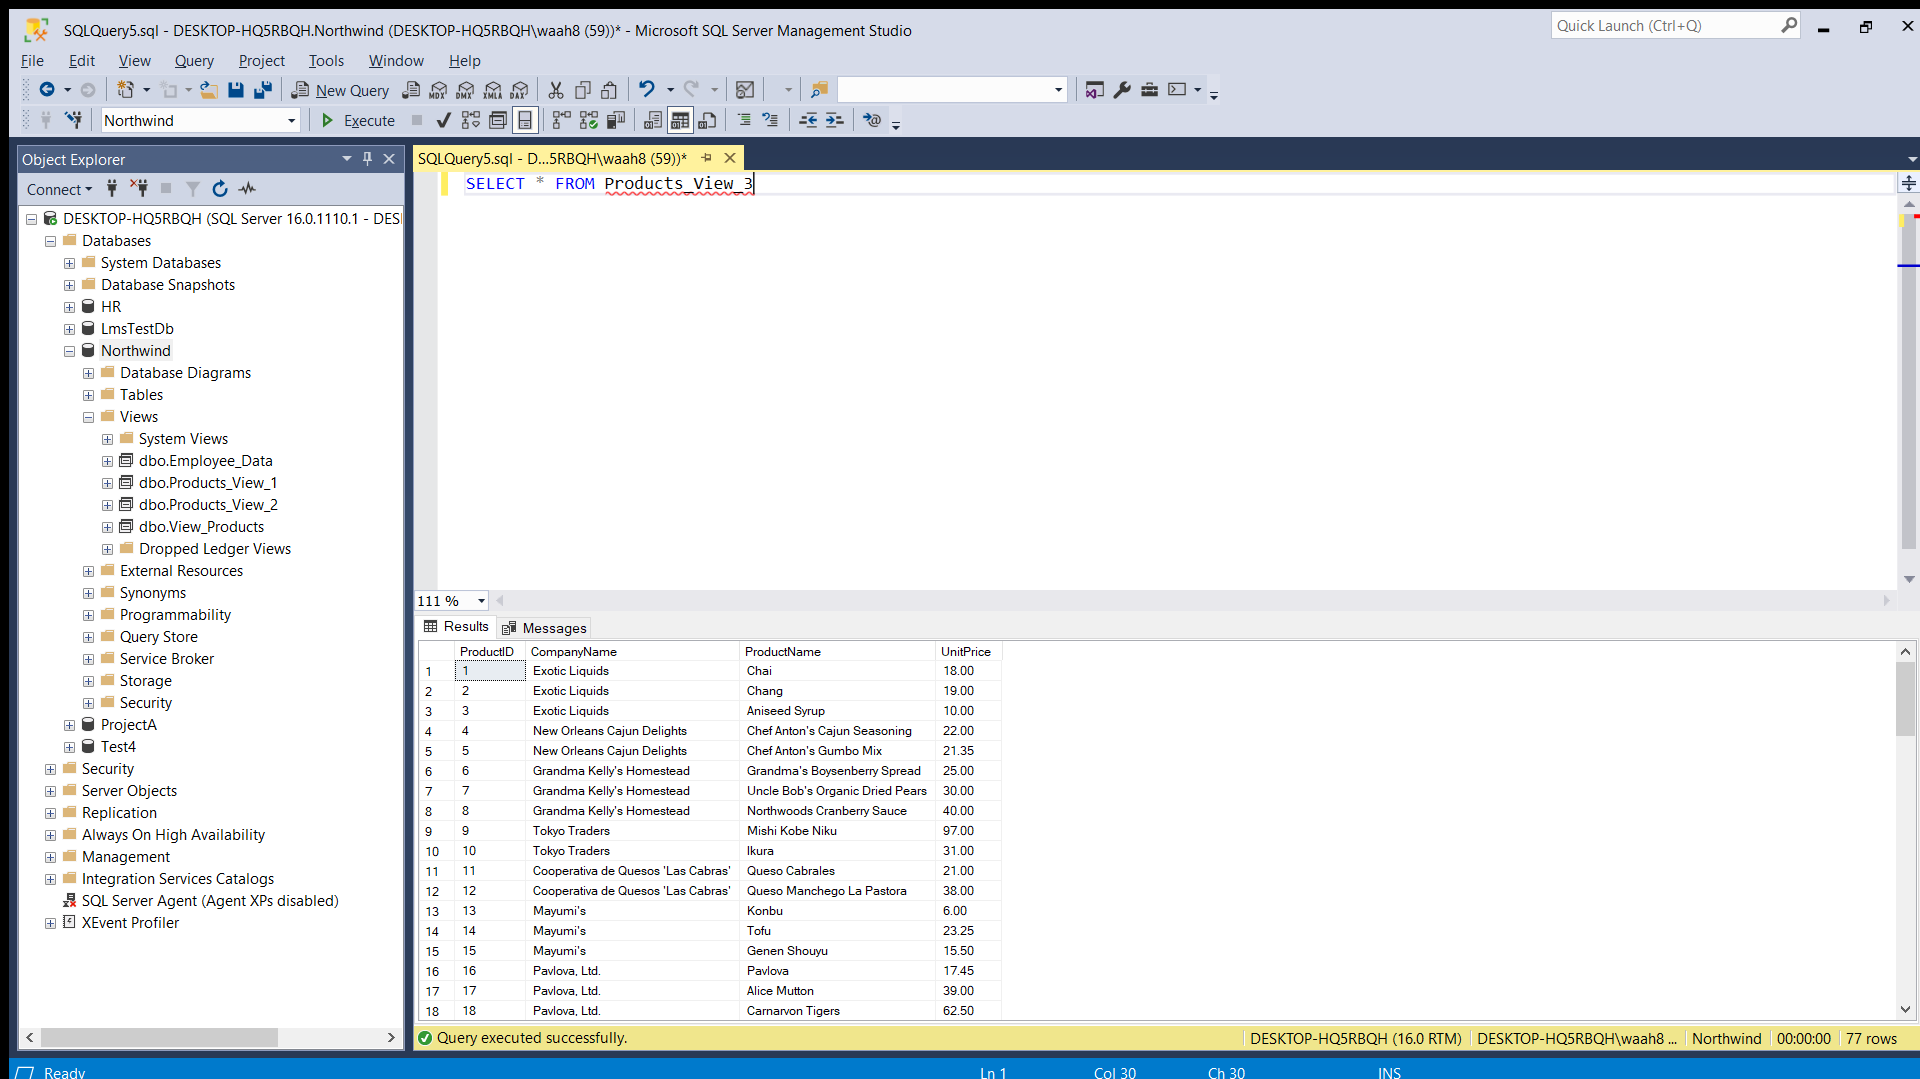 SQLQuery5.sql - DESKTOP-HQ5RBQH.Northwind (DESKTOP-HQ5RBQH\waah8 (59))* - Microsoft SQL Server Management Studio
Quick Launch (Ctrl+Q)
File Edit View Query Project Tools Window Help
New Query MDX DMX XMLA DAX
Northwind Execute
Object Explorer
Connect
DESKTOP-HQ5RBQH (SQL Server 16.0.1110.1 - DES
Databases
System Databases
Database Snapshots
HR
LmsTestDb
Northwind
Database Diagrams
Tables
Views
System Views
dbo.Employee_Data
dbo.Products_View_1
dbo.Products_View_2
dbo.View_Products
Dropped Ledger Views
External Resources
Synonyms
Programmability
Query Store
Service Broker
Storage
Security
ProjectA
Test4
Security
Server Objects
Replication
Always On High Availability
Management
Integration Services Catalogs
SQL Server Agent (Agent XPs disabled)
XEvent Profiler
SQLQuery5.sql - D...5RBQH\waah8 (59))*
SELECT * FROM Products_View_3
111 %
Results Messages
ProductID CompanyName ProductName UnitPrice
1 1 Exotic Liquids Chai 18.00
2 2 Exotic Liquids Chang 19.00
3 3 Exotic Liquids Aniseed Syrup 10.00
4 4 New Orleans Cajun Delights Chef Anton's Cajun Seasoning 22.00
5 5 New Orleans Cajun Delights Chef Anton's Gumbo Mix 21.35
6 6 Grandma Kelly's Homestead Grandma's Boysenberry Spread 25.00
7 7 Grandma Kelly's Homestead Uncle Bob's Organic Dried Pears 30.00
8 8 Grandma Kelly's Homestead Northwoods Cranberry Sauce 40.00
9 9 Tokyo Traders Mishi Kobe Niku 97.00
10 10 Tokyo Traders Ikura 31.00
11 11 Cooperativa de Quesos 'Las Cabras' Queso Cabrales 21.00
12 12 Cooperativa de Quesos 'Las Cabras' Queso Manchego La Pastora 38.00
13 13 Mayumi's Konbu 6.00
14 14 Mayumi's Tofu 23.25
15 15 Mayumi's Genen Shouyu 15.50
16 16 Pavlova, Ltd. Pavlova 17.45
17 17 Pavlova, Ltd. Alice Mutton 39.00
18 18 Pavlova, Ltd. Carnarvon Tigers 62.50
Query executed successfully. DESKTOP-HQ5RBQH (16.0 RTM) DESKTOP-HQ5RBQH\waah8 ... Northwind 00:00:00 77 rows
Ready Ln 1 Col 30 Ch 30 INS